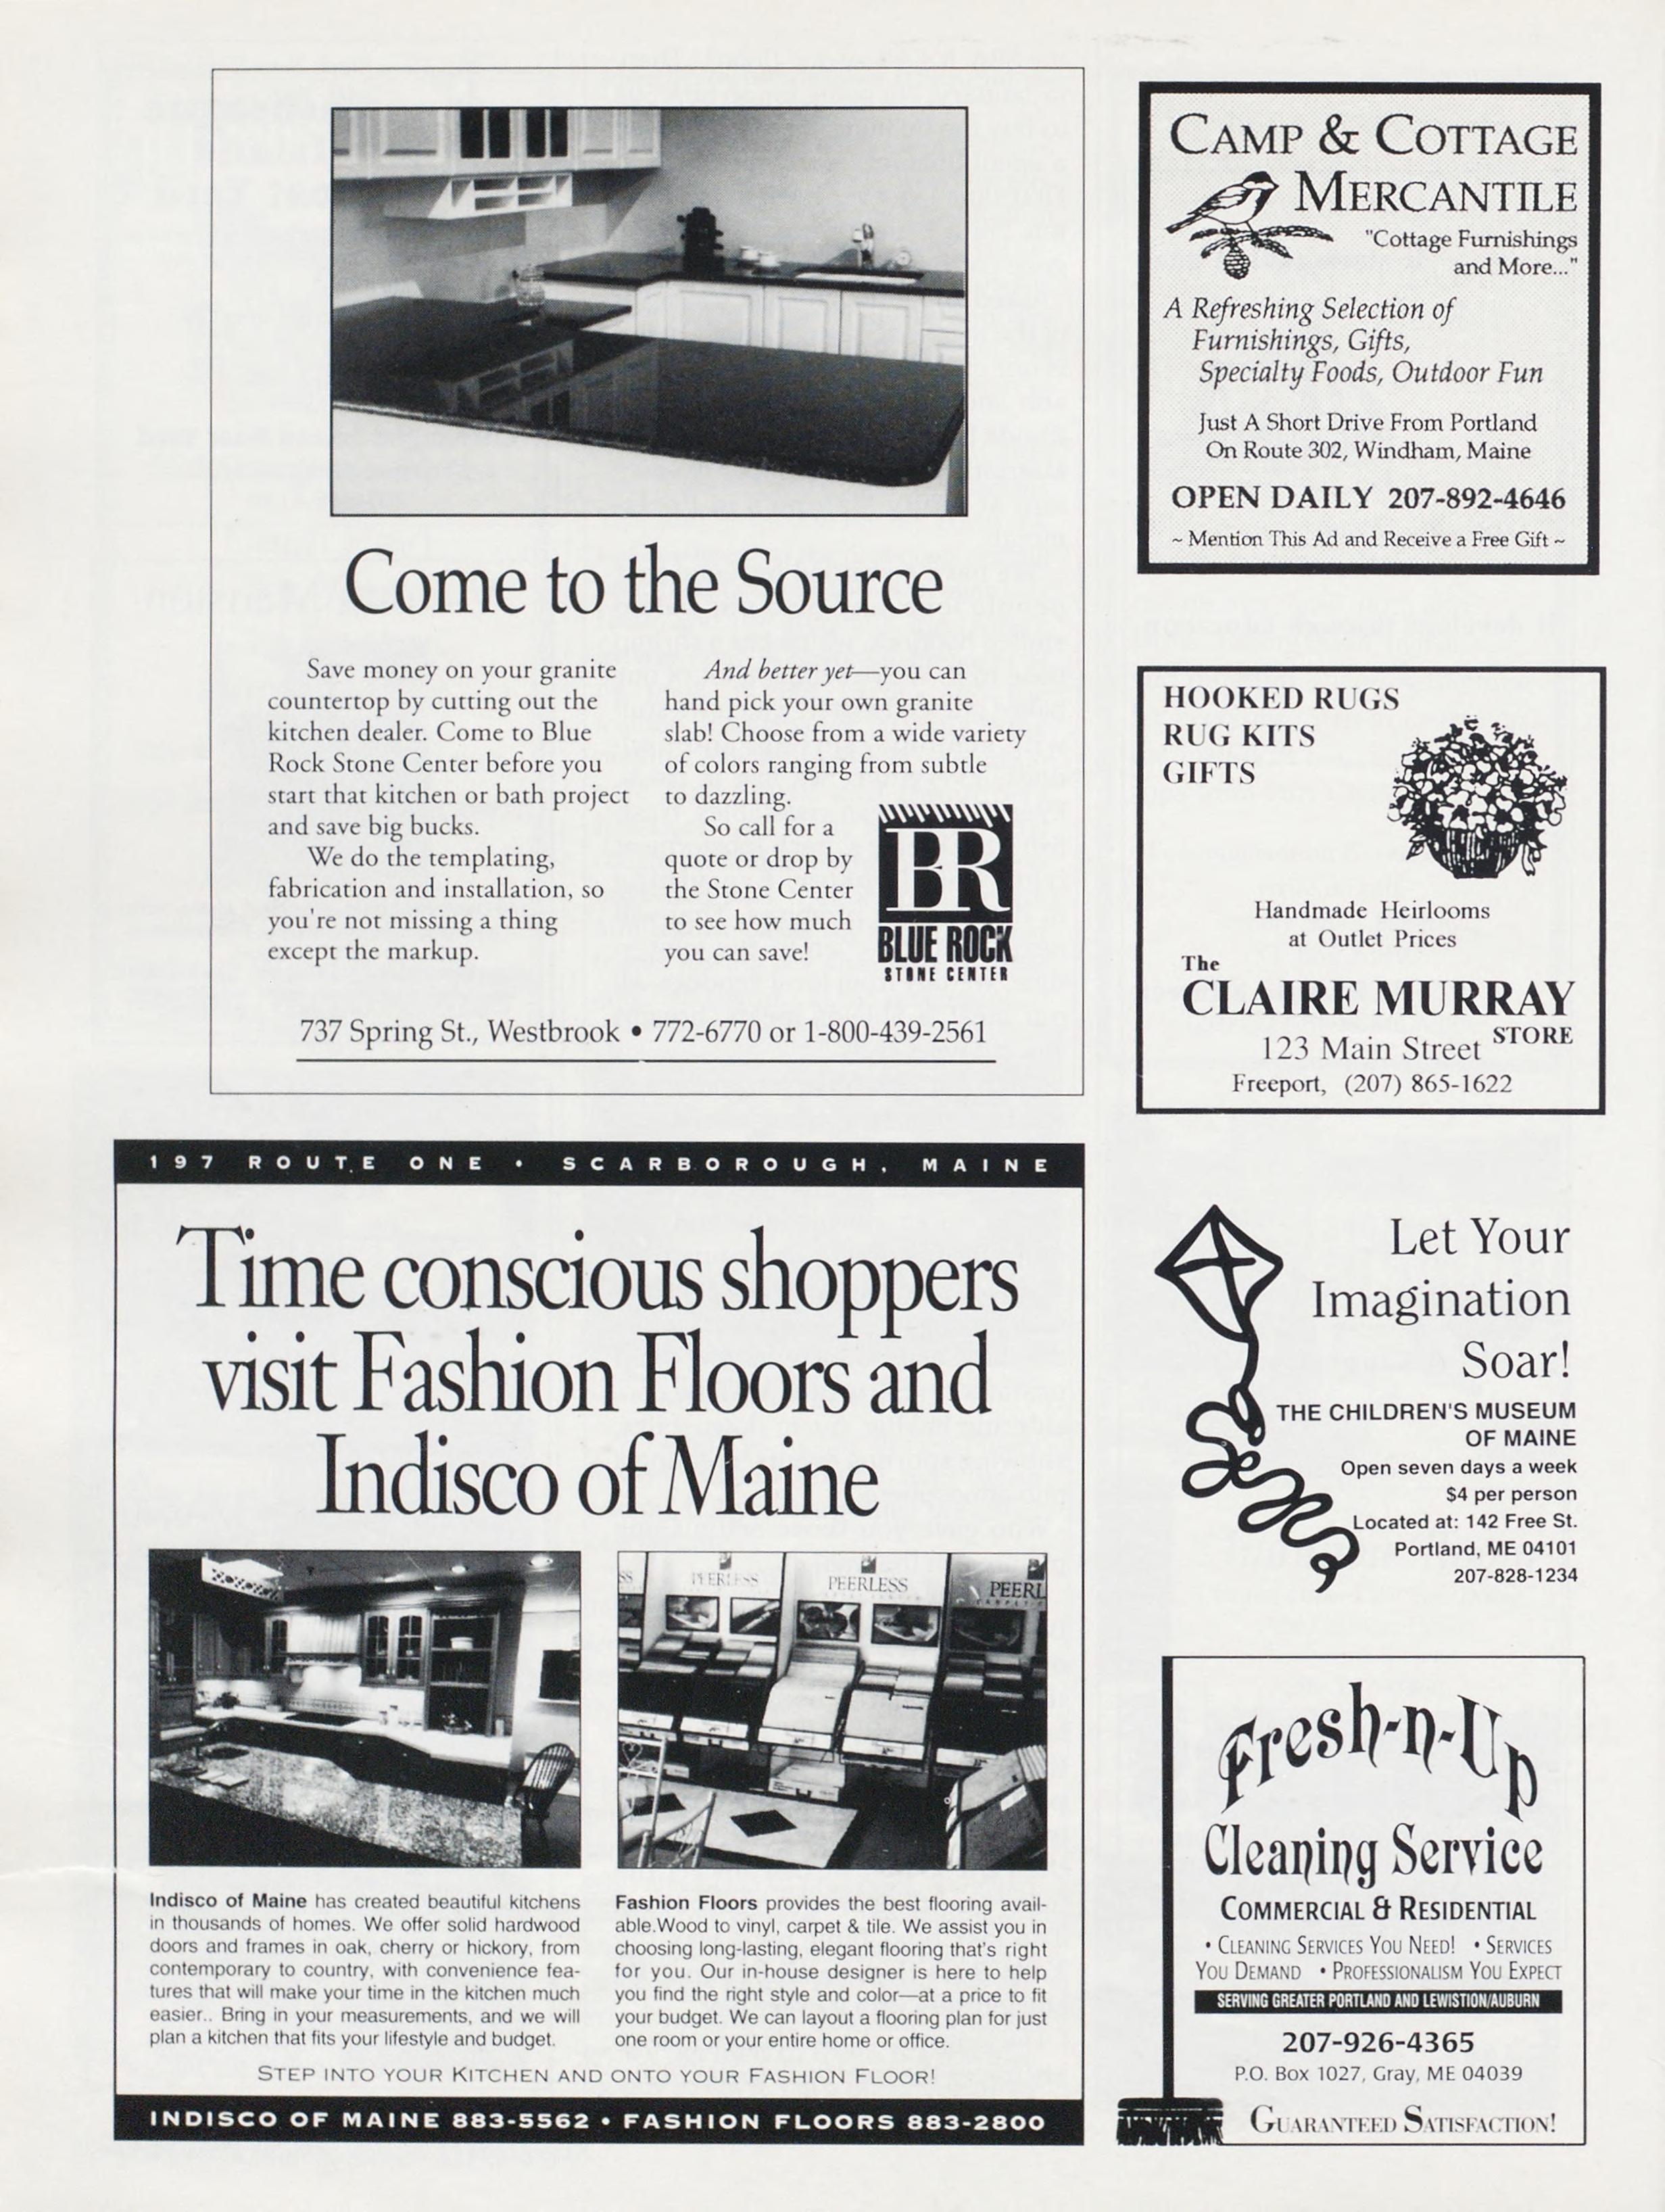 Come to the Source
Save money on your granite
countertop by cutting out the
kitchen dealer. Come to Blue
Rock Stone Center before you
start that kitchen or bath project
and save big bucks.
We do the templating,
fabrication and installation, so
you're not missing a thing
except the markup.
And better yet—you can
hand pick your own granite
slab! Choose from a wide variety
of colors ranging from subtle
to dazzling.
So call for a
quote or drop by
the Stone Center
to see how much
you can save!
BR
BLUE ROCK
STONE CENTER
737 Spring St., Westbrook • 772-6770 or 1-800-439-2561
197 ROUTE ONE • SCARBOROUGH, MAINE
Time conscious shoppers
visit Fashion Floors and
Indisco of Maine
SS
PEERLESS
PEERLESS
PEERL
Indisco of Maine has created beautiful kitchens
in thousands of homes. We offer solid hardwood
doors and frames in oak, cherry or hickory, from
contemporary to country, with convenience fea-
tures that will make your time in the kitchen much
easier.. Bring in your measurements, and we will
plan a kitchen that fits your lifestyle and budget.
Fashion Floors provides the best flooring avail-
able.Wood to vinyl, carpet & tile. We assist you in
choosing long-lasting, elegant flooring that's right
for you. Our in-house designer is here to help
you find the right style and color—at a price to fit
your budget. We can layout a flooring plan for just
one room or your entire home or office.
STEP INTO YOUR KITCHEN AND ONTO YOUR FASHION FLOOR!
INDISCO OF MAINE 883-5562 • FASHION FLOORS 883-2800
CAMP & COTTAGE
MERCANTILE
"Cottage Furnishings
and More..."
A Refreshing Selection of
Furnishings, Gifts,
Specialty Foods, Outdoor Fun
Just A Short Drive From Portland
On Route 302, Windham, Maine
OPEN DAILY 207-892-4646
~ Mention This Ad and Receive a Free Gift ~
HOOKED RUGS
RUG KITS
GIFTS
Handmade Heirlooms
at Outlet Prices
The
CLAIRE MURRAY
STORE
123 Main Street
Freeport, (207) 865-1622
Let Your
Imagination
Soar!
THE CHILDREN'S MUSEUM
OF MAINE
Open seven days a week
$4 per person
Located at: 142 Free St.
Portland, ME 04101
207-828-1234
Fresh-n-Up
Cleaning Service
COMMERCIAL & RESIDENTIAL
• CLEANING SERVICES YOU NEED! • SERVICES
YOU DEMAND • PROFESSIONALISM YOU EXPECT
SERVING GREATER PORTLAND AND LEWISTON/AUBURN
207-926-4365
P.O. Box 1027, Gray, ME 04039
GUARANTEED SATISFACTION!